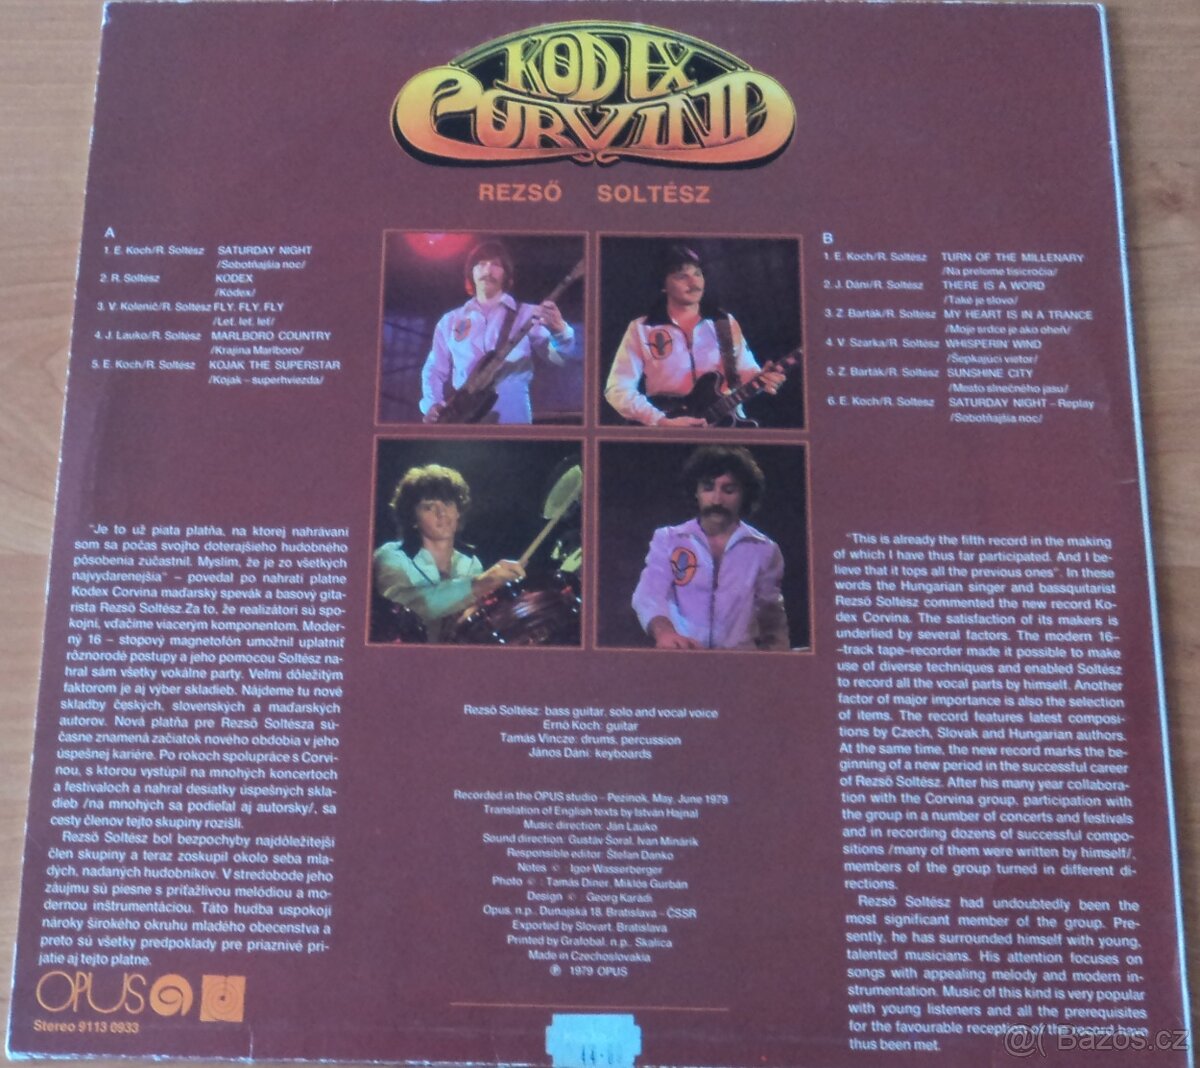 KODEX
CORVINA
REZSŐ SOLTÉSZ
A
1. E. Koch/R. Soltész SATURDAY NIGHT
/Sobotňajšia noc/
2. R. Soltész KODEX
/Kódex/
3. V. Kolenič/R. Soltész FLY, FLY, FLY
/Leť, leť, leť/
4. J. Lauko/R. Soltész MARLBORO COUNTRY
/Krajina Marlboro/
5. E. Koch/R. Soltész KOJAK THE SUPERSTAR
/Kojak – superhviezda/
B
1. E. Koch/R. Soltész TURN OF THE MILLENARY
/Na prelome tisícročia/
2. J. Dáni/R. Soltész THERE IS A WORD
/Také je slovo/
3. Z. Barták/R. Soltész MY HEART IS IN A TRANCE
/Moje srdce je ako oheň/
4. V. Szarka/R. Soltész WHISPERIN' WIND
/Šepkajúci vietor/
5. Z. Barták/R. Soltész SUNSHINE CITY
/Mesto slnečného jasu/
6. E. Koch/R. Soltész SATURDAY NIGHT – Replay
/Sobotňajšia noc/
"Je to už piata platňa, na ktorej nahrávaní
som sa počas svojho doterajšieho hudobného
pôsobenia zučastnil. Myslím, že je zo všetkých
najvydarenejšia" – povedal po nahratí platne
Kodex Corvina maďarský spevák a basový gita-
rista Rezső Soltész. Za to, že realizátori sú spo-
kojní, vďačíme viacerým komponentom. Moder-
ný 16 – stopový magnetofón umožnil uplatniť
rôznorodé postupy a jeho pomocou Soltész na-
hral sám všetky vokálne party. Veľmi dôležitým
faktorom je aj výber skladieb. Nájdeme tu nové
skladby českých, slovenských a maďarských
autorov. Nová platňa pre Rezső Soltésza sú-
časne znamená začiatok nového obdobia v jeho
úspešnej kariére. Po rokoch spolupráce s Corvi-
nou, s ktorou vystúpil na mnohých koncertoch
a festivaloch a nahral desiatky úspešných skla-
dieb /na mnohých sa podieľal aj autorsky/, sa
cesty členov tejto skupiny rozišli.
Rezső Soltész bol bezpochyby najdôležitejší
člen skupiny a teraz zoskupil okolo seba mla-
dých, nadaných hudobníkov. V stredobode jeho
záujmu sú piesne s príťažlivou melódiou a mo-
dernou inštrumentáciou. Táto hudba uspokojí
nároky širokého okruhu mladého obecenstva a
preto sú všetky predpoklady pre priaznivé pri-
jatie aj tejto platne.
OPUS
Stereo 9113 0933
Rezső Soltész: bass guitar, solo and vocal voice
Ernő Koch: guitar
Tamás Vincze: drums, percussion
János Dáni: keyboards
Recorded in the OPUS studio – Pezinok, May, June 1979
Translation of English texts by István Hajnal
Music direction: Ján Lauko
Sound direction: Gustáv Šoral, Ivan Minárik
Responsible editor: Štefan Danko
Notes © : Igor Wasserberger
Photo © : Tamás Diner, Miklós Gurbán
Design © : Georg Karádi
Opus, n.p., Dunajská 18, Bratislava – ČSSR
Exported by Slovart, Bratislava
Printed by Grafobal, n.p., Skalica
Made in Czechoslovakia
℗ 1979 OPUS
44
"This is already the fifth record in the making
of which I have thus far participated. And I be-
lieve that it tops all the previous ones". In these
words the Hungarian singer and bassquitarist
Rezső Soltész commented the new record Ko-
dex Corvina. The satisfaction of its makers is
underlied by several factors. The modern 16–
–track tape–recorder made it possible to make
use of diverse techniques and enabled Soltész
to record all the vocal parts by himself. Another
factor of major importance is also the selection
of items. The record features latest composi-
tions by Czech, Slovak and Hungarian authors.
At the same time, the new record marks the be-
ginning of a new period in the successful career
of Rezső Soltész. After his many year collabora-
tion with the Corvina group, participation with
the group in a number of concerts and festivals
and in recording dozens of successful compo-
sitions /many of them were written by himself/,
members of the group turned in different di-
rections.
Rezső Soltész had undoubtedly been the
most significant member of the group. Pre-
sently, he has surrounded himself with young,
talented musicians. His attention focuses on
songs with appealing melody and modern in-
strumentation. Music of this kind is very popular
with young listeners and all the prerequisites
for the favourable reception of the record have
thus been met.
@( Bazoš.cz